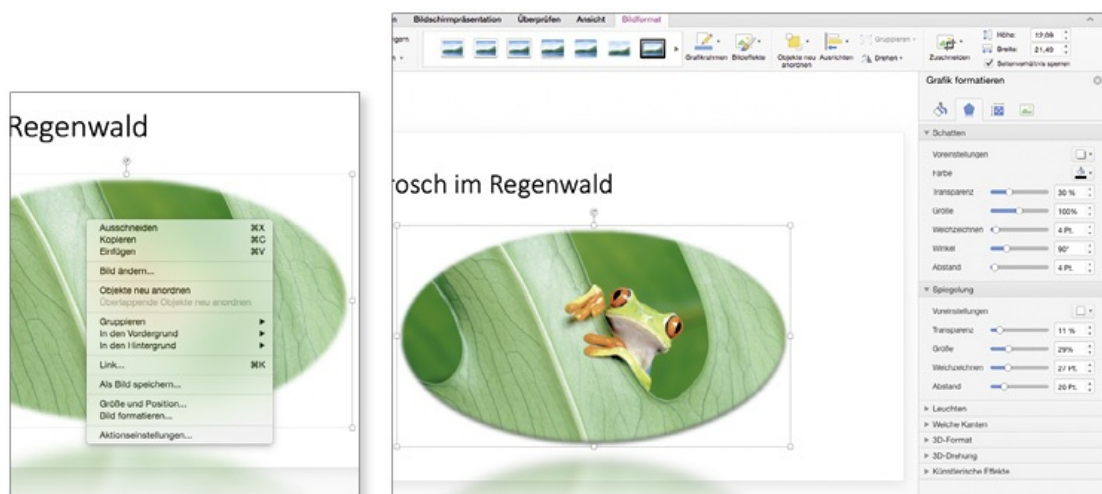 Regenwald
Ausschneiden ⌘X
Kopieren ⌘C
Einfügen ⌘V
Bild ändern...
Objekte neu anordnen
Überlappende Objekte neu anordnen
Gruppieren
In den Vordergrund
In den Hintergrund
Link... ⌘K
Als Bild speichern...
Größe und Position...
Bild formatieren...
Aktionseinstellungen...
Bildschirmpräsentation Überprüfen Ansicht Bildformat
Grafikrahmen Bildeffekte Objekte neu anordnen Ausrichten Gruppieren Drehen Zuschneiden
Höhe: 12,09
Breite: 21,49
Seitenverhältnis sperren
rosch im Regenwald
Grafik formatieren
Schatten
Voreinstellungen
Farbe
Transparenz 30 %
Größe 100%
Weichzeichnen 4 Pt.
Winkel 90°
Abstand 4 Pt.
Spiegelung
Voreinstellungen
Transparenz 11 %
Größe 29%
Weichzeichnen 27 Pt.
Abstand 20 Pt.
Leuchten
Weiche Kanten
3D-Format
3D-Drehung
Künstlerische Effekte